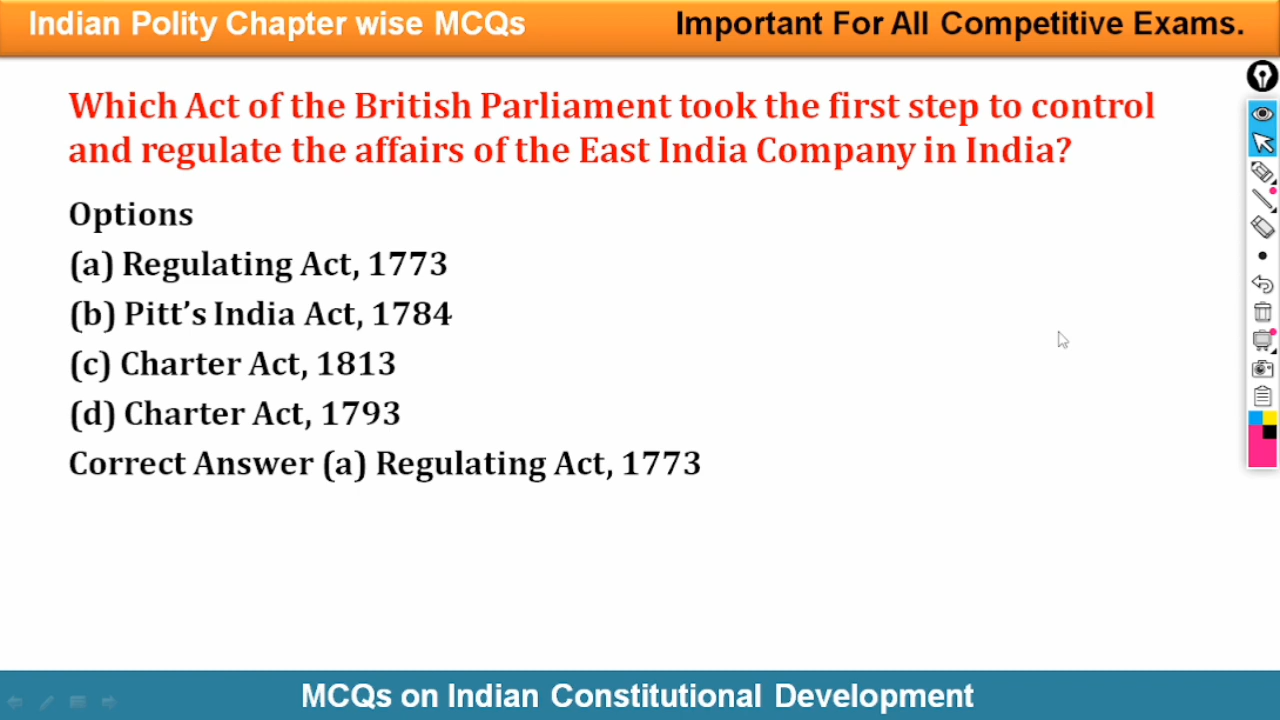 Indian Polity Chapter wise MCQs
Important For All Competitive Exams.
Which Act of the British Parliament took the first step to control
and regulate the affairs of the East India Company in India?
Options
(a) Regulating Act, 1773
(b) Pitt’s India Act, 1784
(c) Charter Act, 1813
(d) Charter Act, 1793
Correct Answer (a) Regulating Act, 1773
MCQs on Indian Constitutional Development